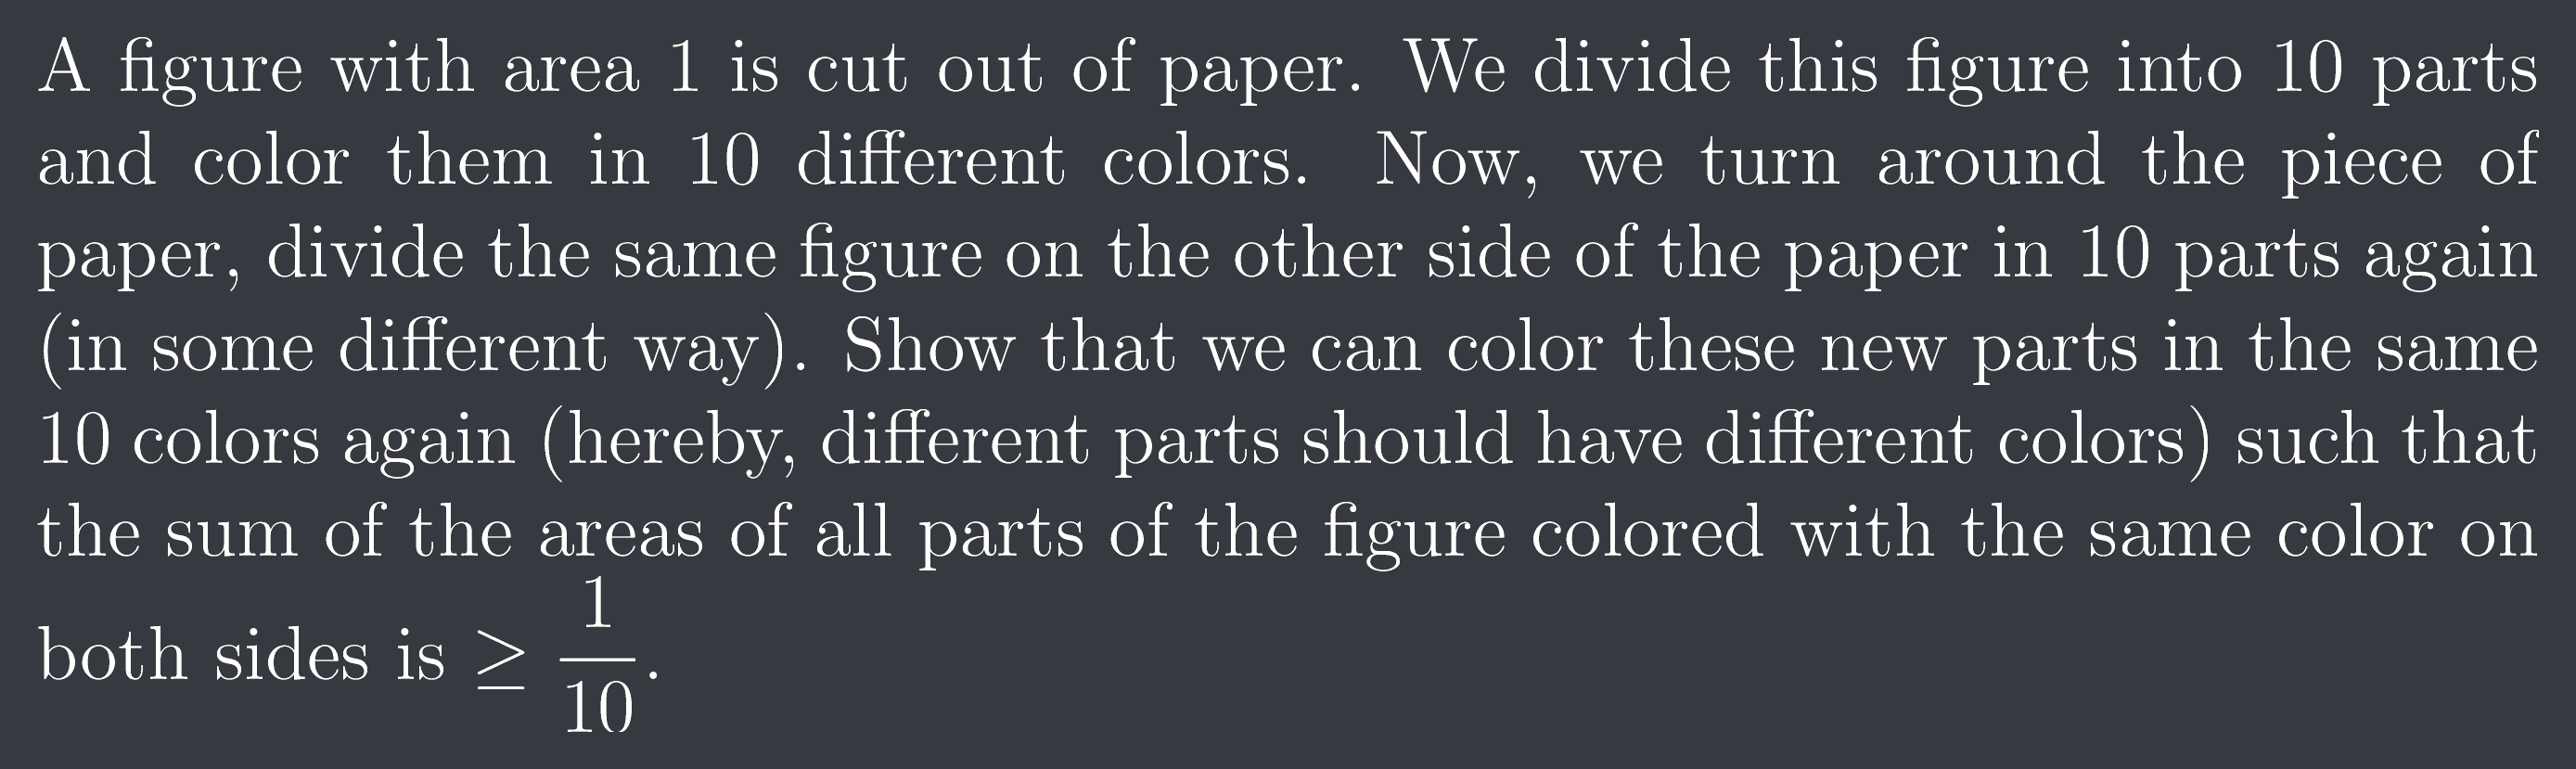 A figure with area 1 is cut out of paper. We divide this figure into 10 parts
and color them in 10 different colors. Now, we turn around the piece of
paper, divide the same figure on the other side of the paper in 10 parts again
(in some different way). Show that we can color these new parts in the same
10 colors again (hereby, different parts should have different colors) such that
the sum of the areas of all parts of the figure colored with the same color on
both sides is ≥ 1/10.